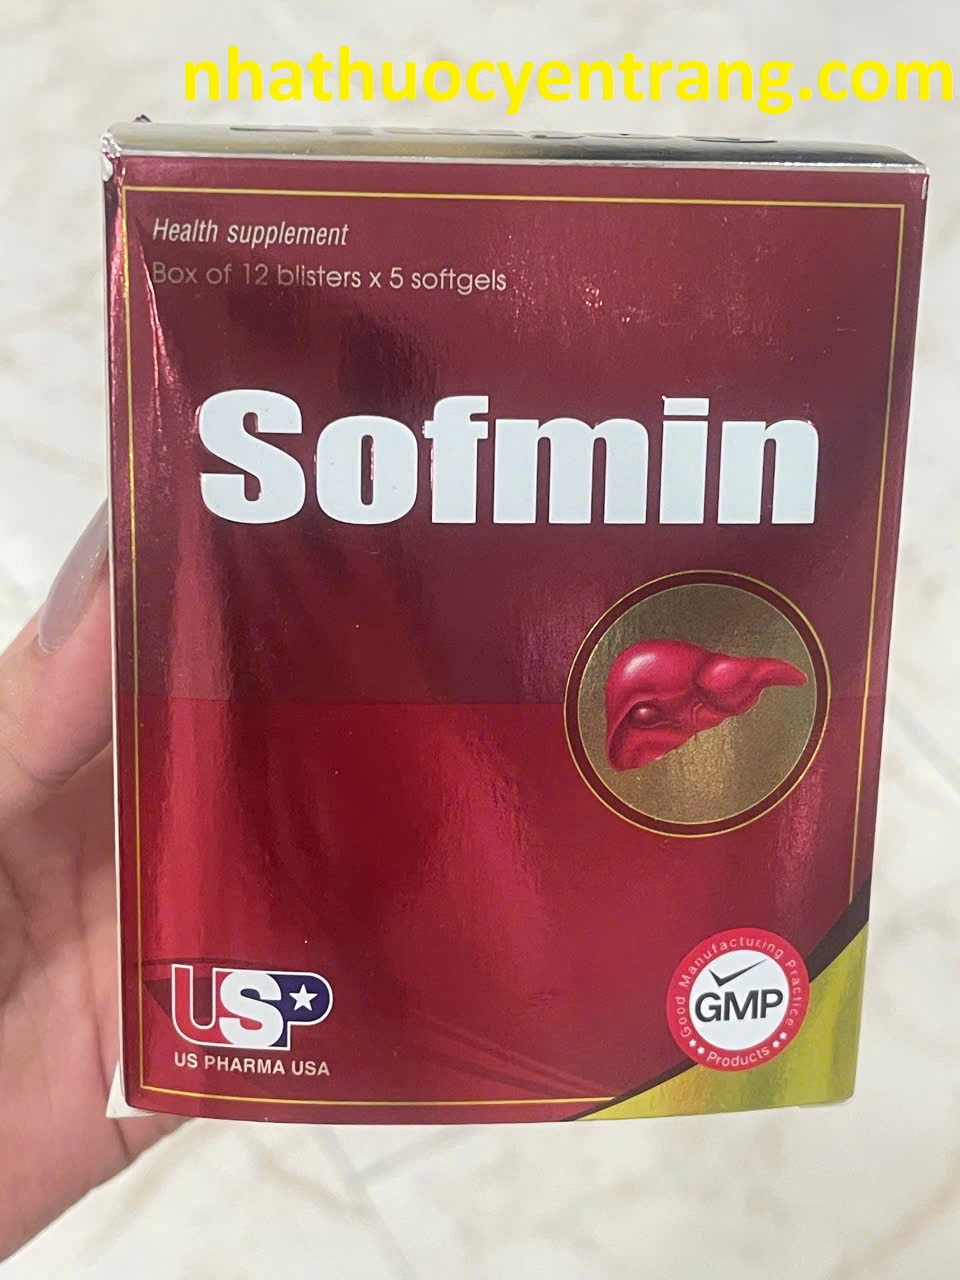 nhathuocyentrang.com
Health supplement
Box of 12 blisters x 5 softgels
Sofmin
Good Manufacturing Practice
GMP
Products
USP
US PHARMA USA